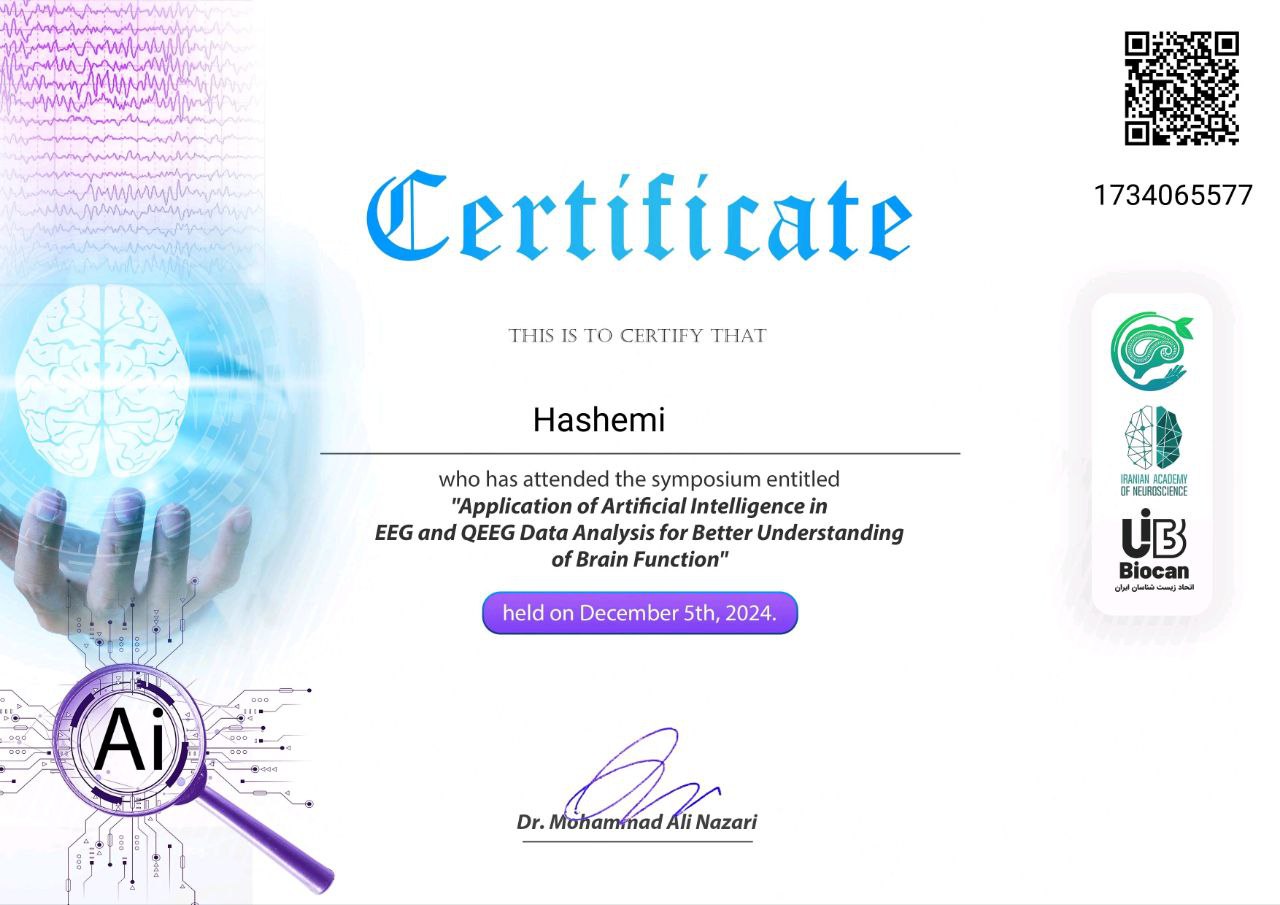 1734065577
Certificate
THIS IS TO CERTIFY THAT
Hashemi
who has attended the symposium entitled
"Application of Artificial Intelligence in
EEG and QEEG Data Analysis for Better Understanding
of Brain Function"
held on December 5th, 2024.
IRANIAN ACADEMY
OF NEUROSCIENCE
UiB
Biocan
اتحاد زیست شناسان ایران
Ai
Dr. Mohammad Ali Nazari